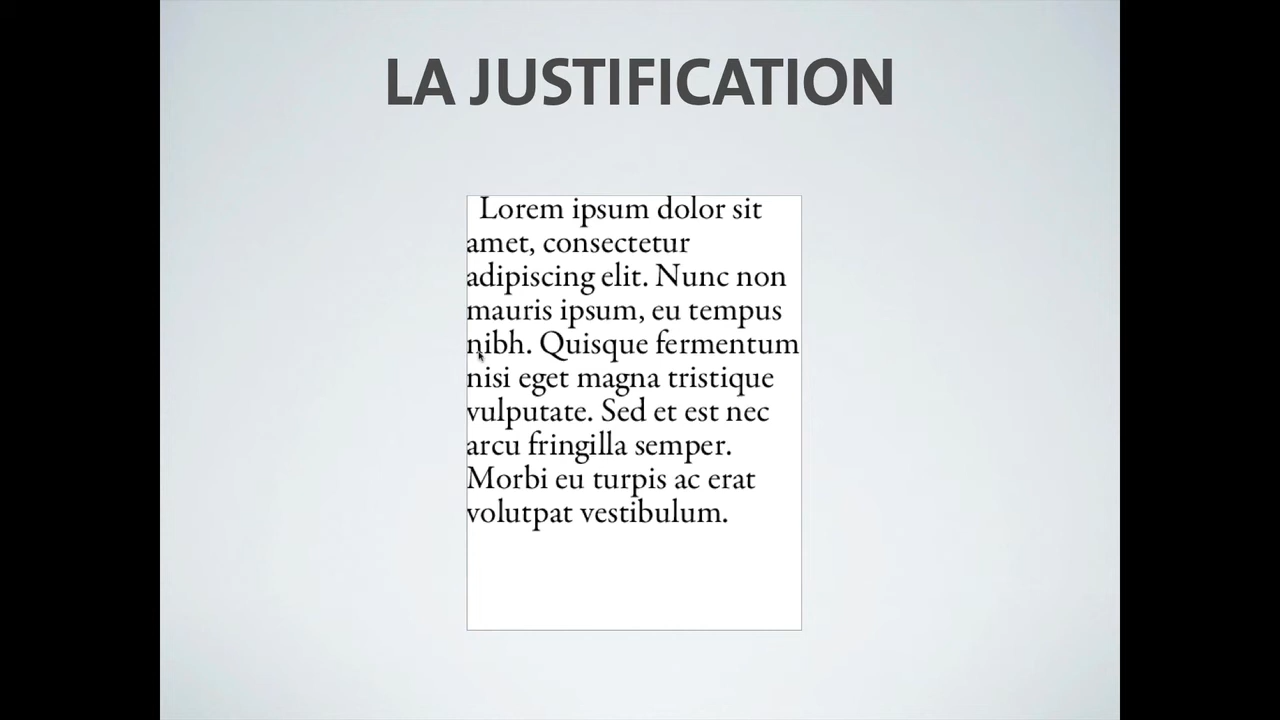 LA JUSTIFICATION
Lorem ipsum dolor sit
amet, consectetur
adipiscing elit. Nunc non
mauris ipsum, eu tempus
nibh. Quisque fermentum
nisi eget magna tristique
vulputate. Sed et est nec
arcu fringilla semper.
Morbi eu turpis ac erat
volutpat vestibulum.